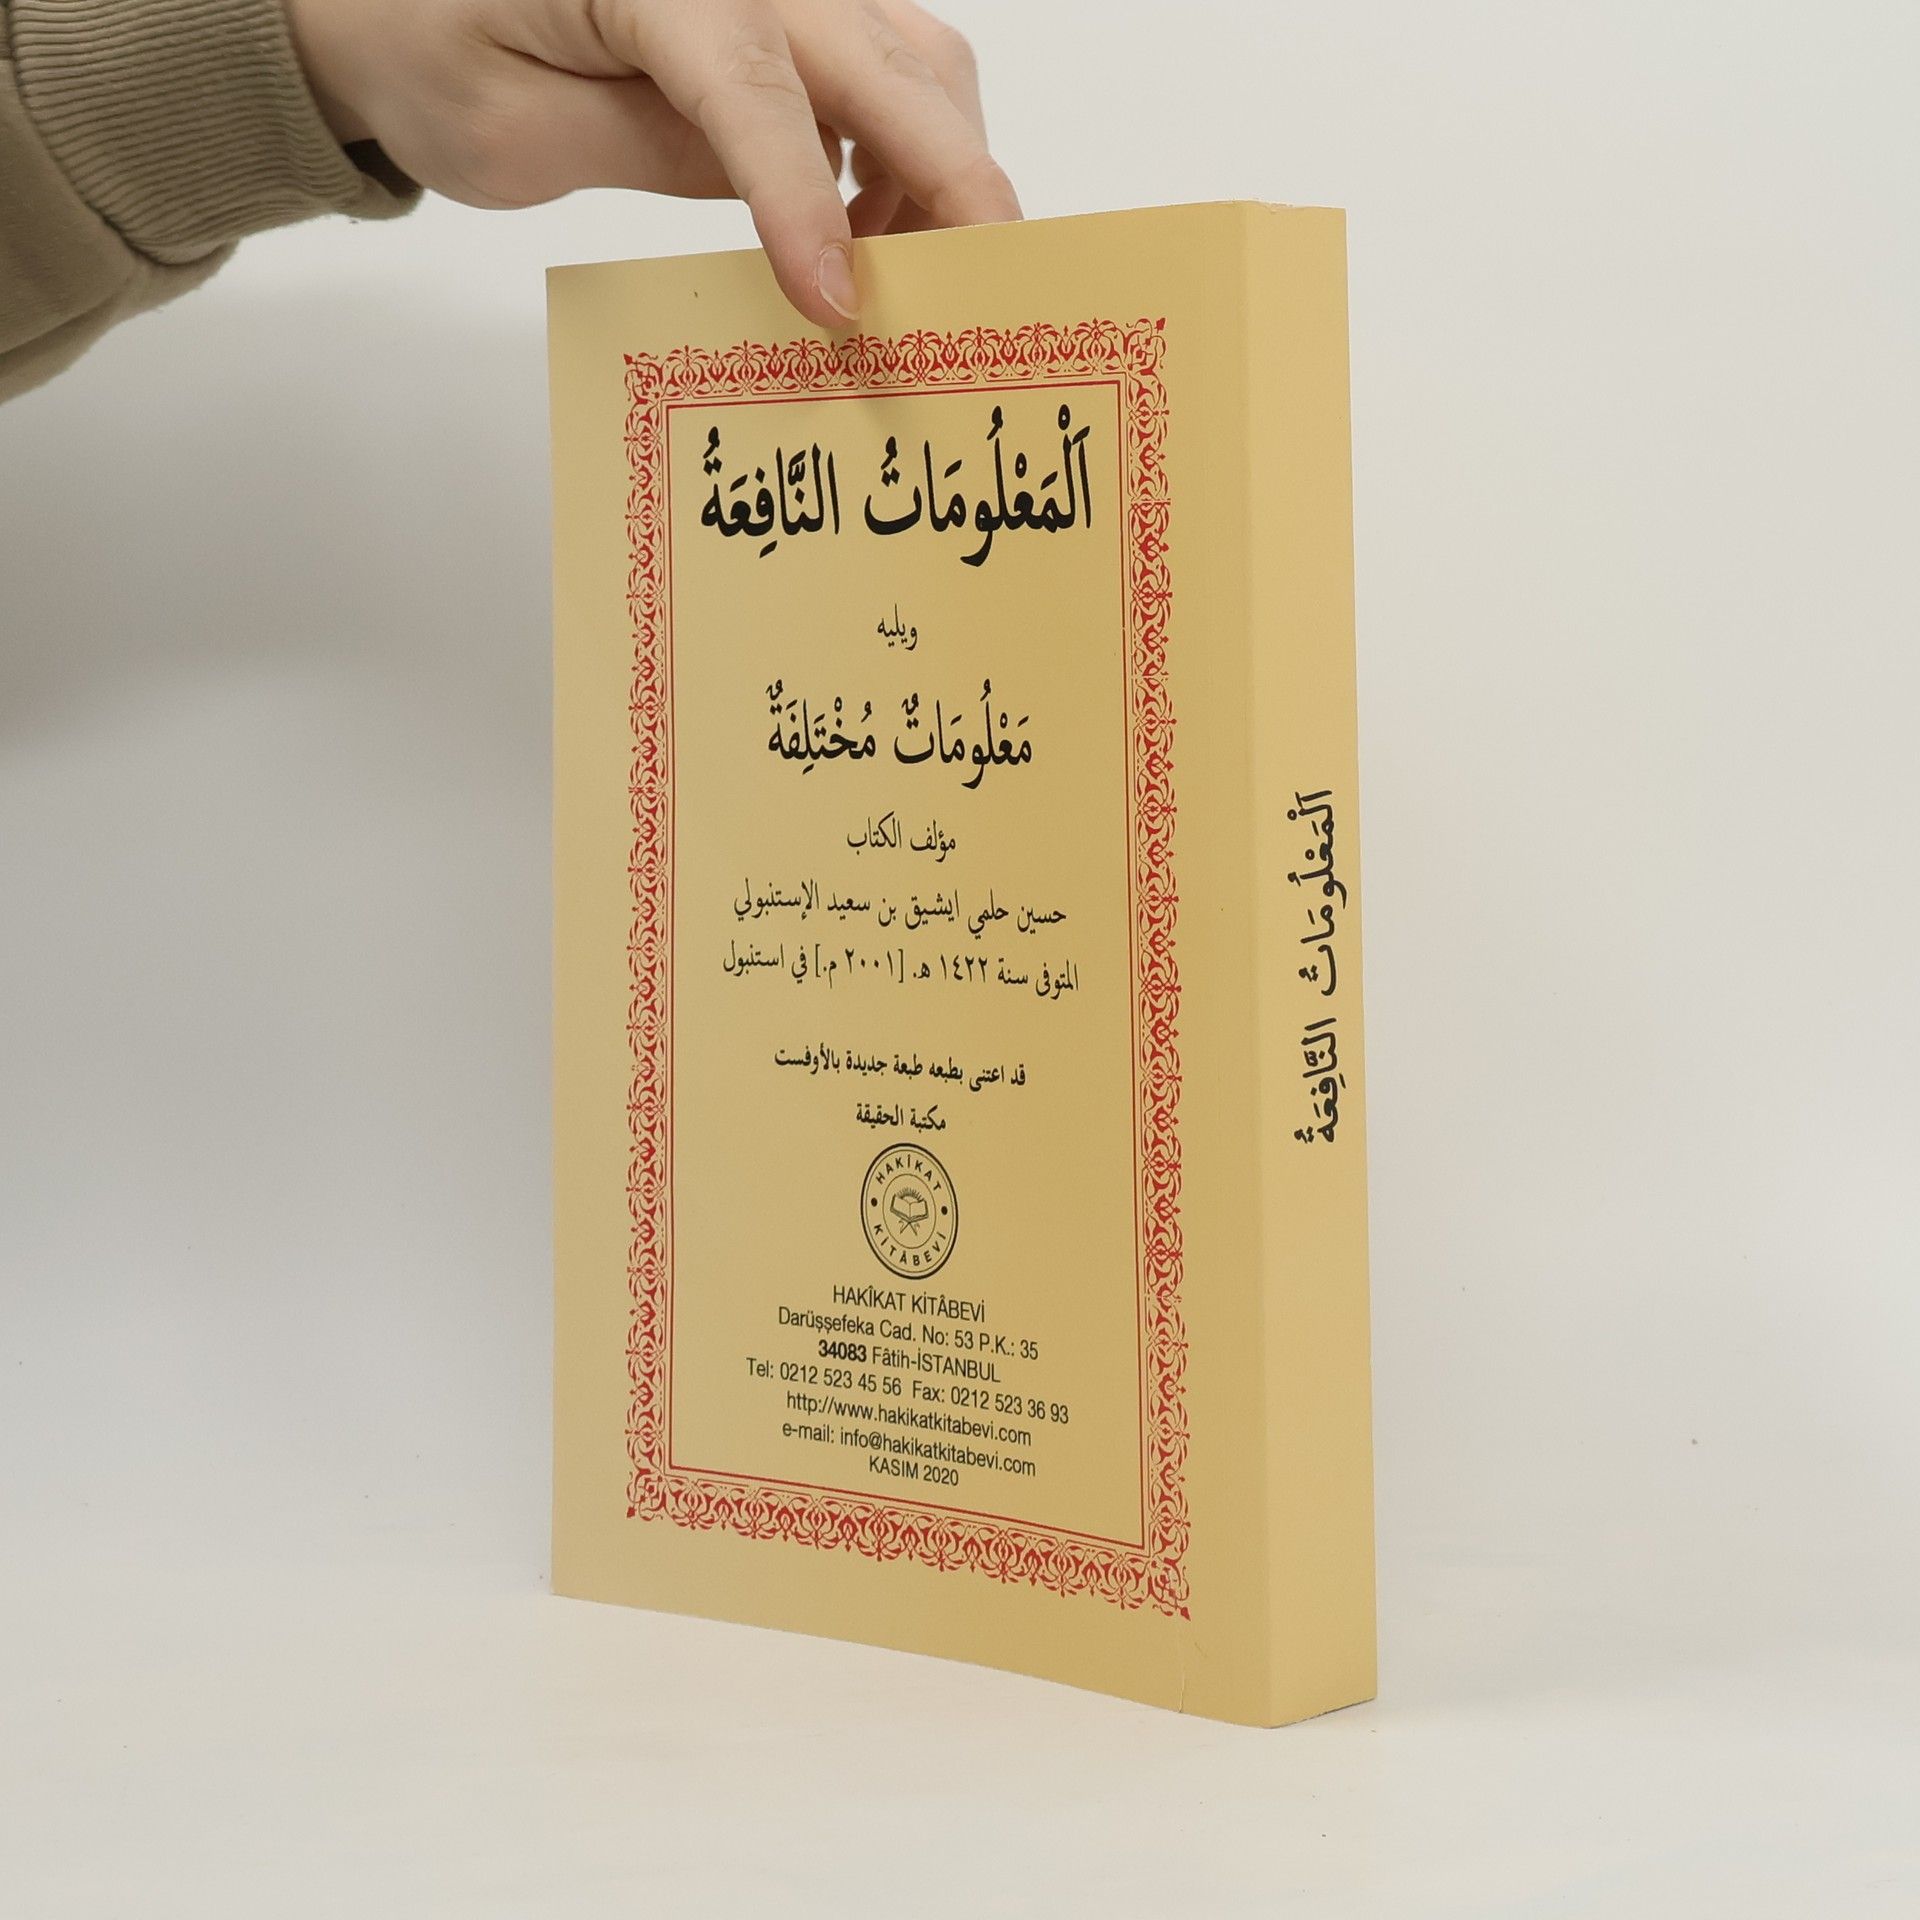 اَلْمَعْلُومَاتُ النَّافِعَةُ
ويليه
مَعْلُومَاتٌ مُخْتَلِفَةٌ
مؤلف الكتاب
حسين حلمي ايشيق بن سعيد الإستنبولي
المتوفى سنة ١٤٢٢ هـ. [٢٠٠١ م.] في استنبول
قد اعتنى بطبعه طبعة جديدة بالأوفست
مكتبة الحقيقة
HAKÎKAT KİTÂBEVİ
HAKÎKAT KİTÂBEVİ
Darüşşefeka Cad. No: 53 P.K.: 35
34083 Fâtih-İSTANBUL
Tel: 0212 523 45 56 Fax: 0212 523 36 93
http://www.hakikatkitabevi.com
e-mail: info@hakikatkitabevi.com
KASIM 2020
اَلْمَعْلُومَاتُ النَّافِعَةُ